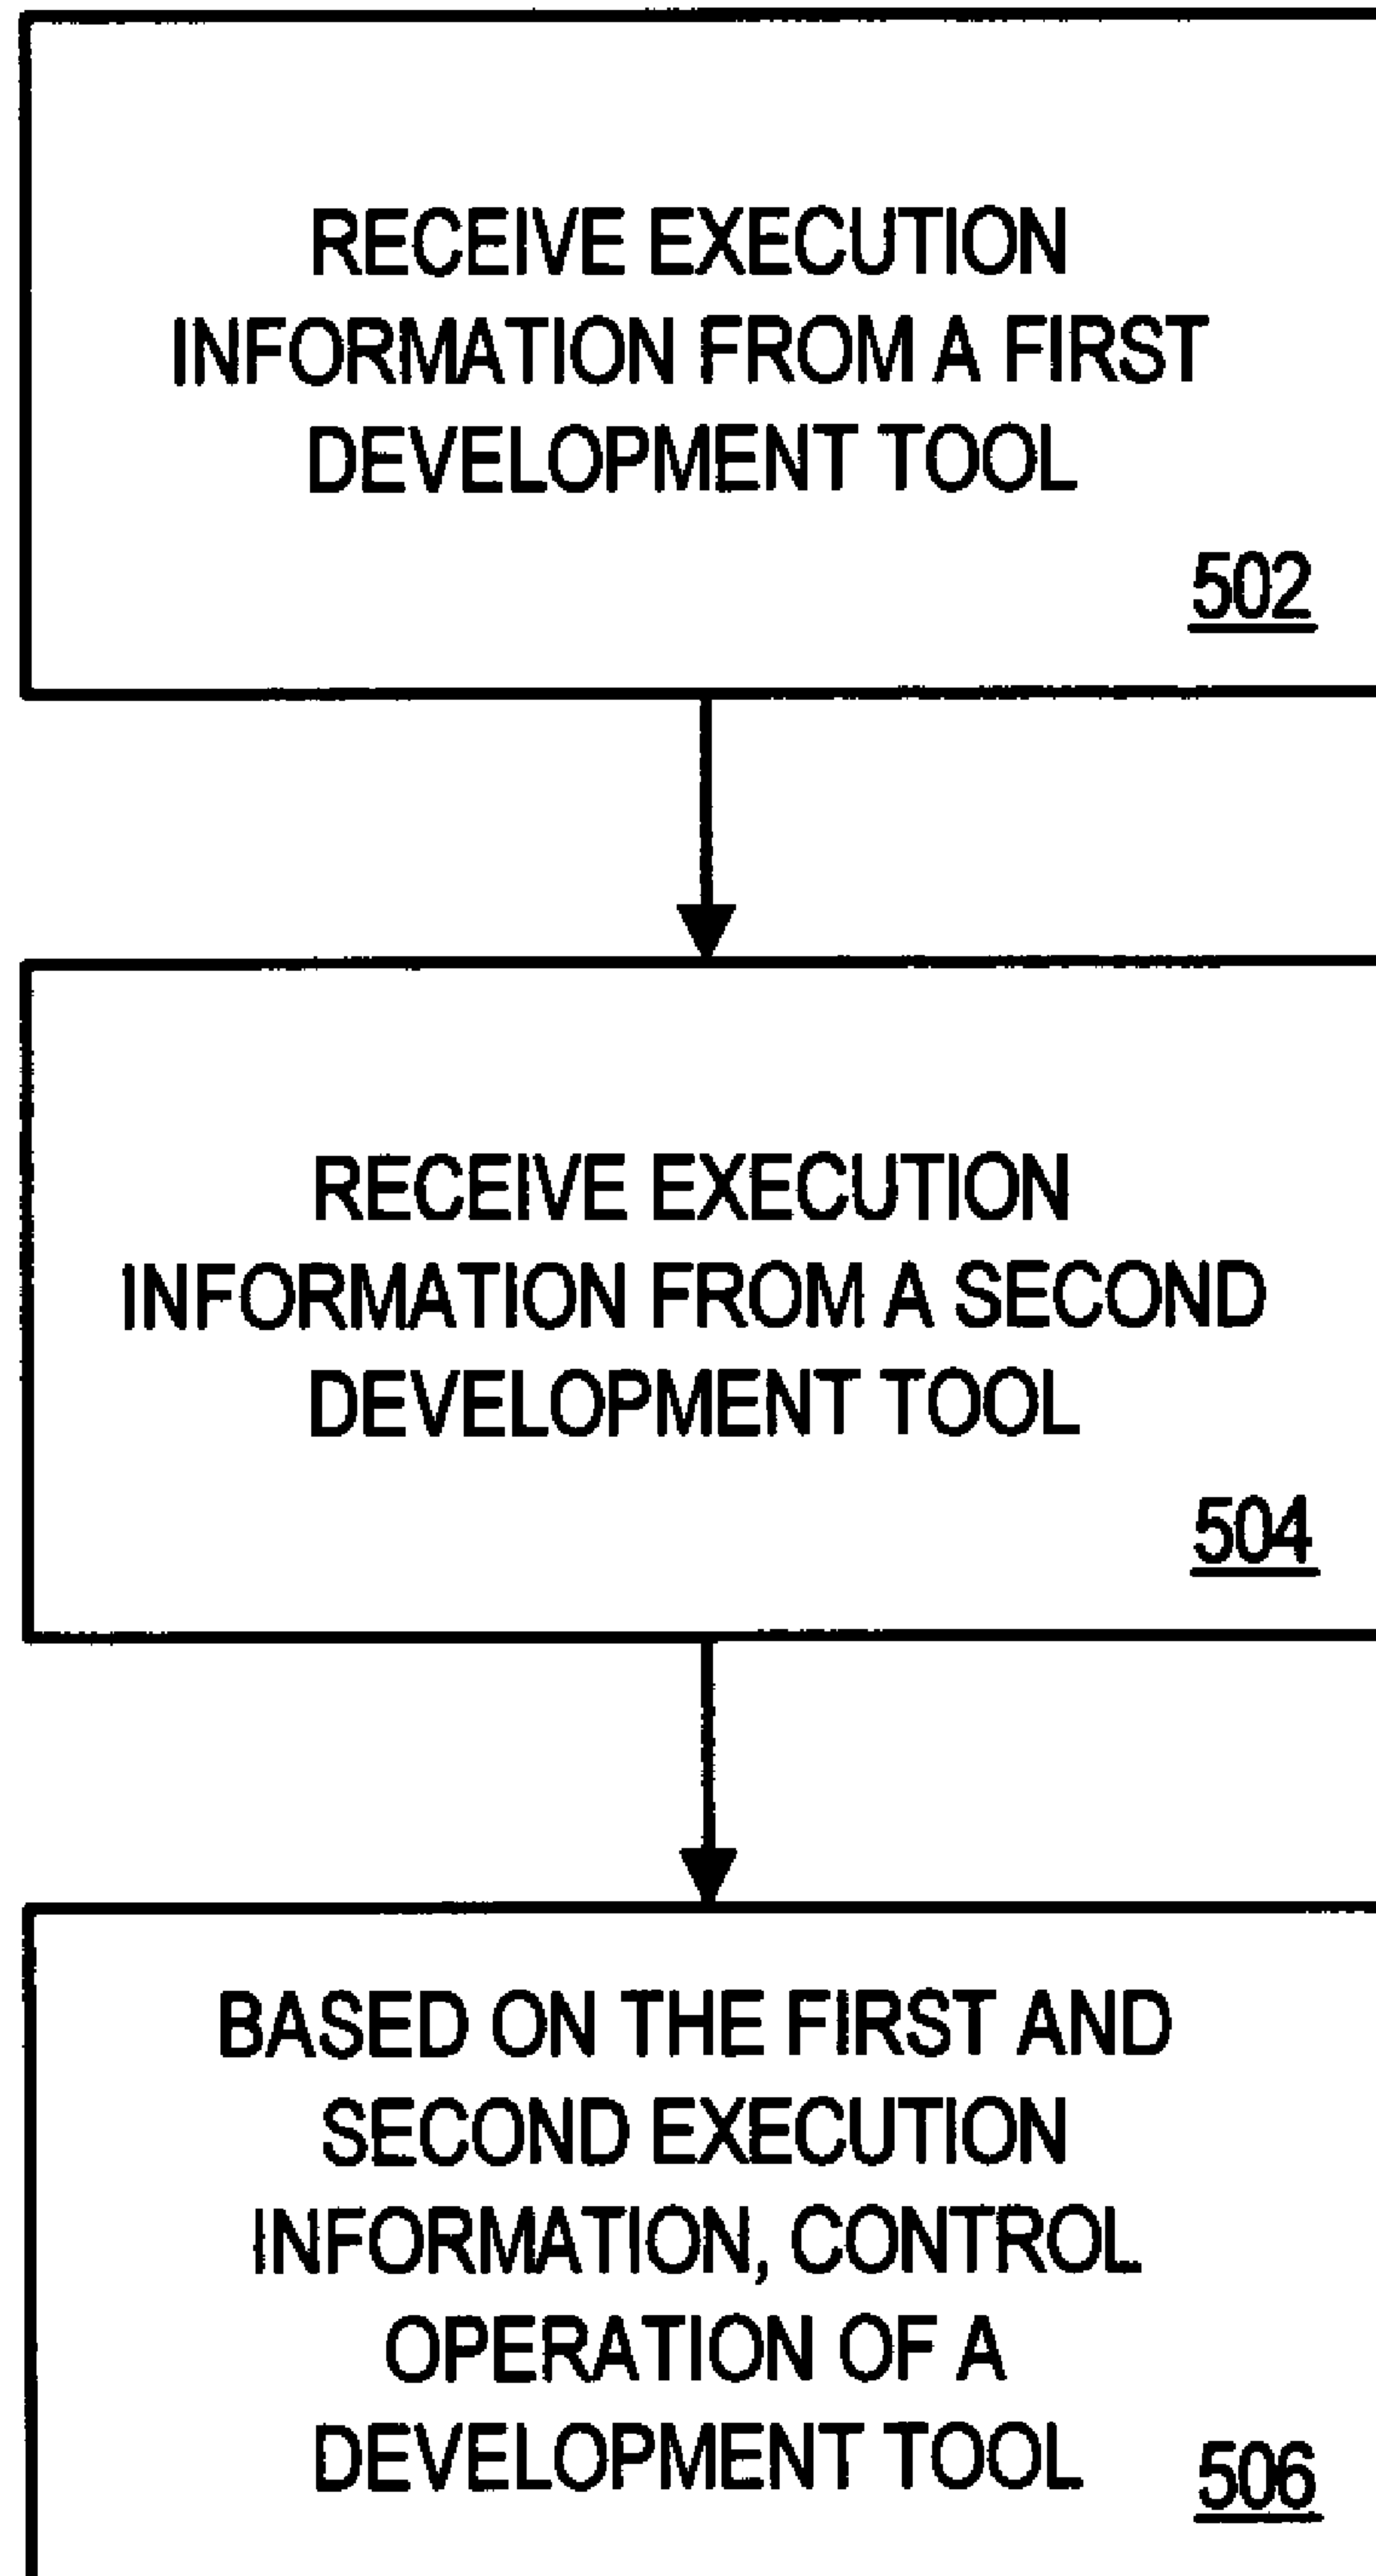 RECEIVE EXECUTION
INFORMATION FROM A FIRST
DEVELOPMENT TOOL
502
RECEIVE EXECUTION
INFORMATION FROM A SECOND
DEVELOPMENT TOOL
504
BASED ON THE FIRST AND
SECOND EXECUTION
INFORMATION, CONTROL
OPERATION OF A
DEVELOPMENT TOOL
506